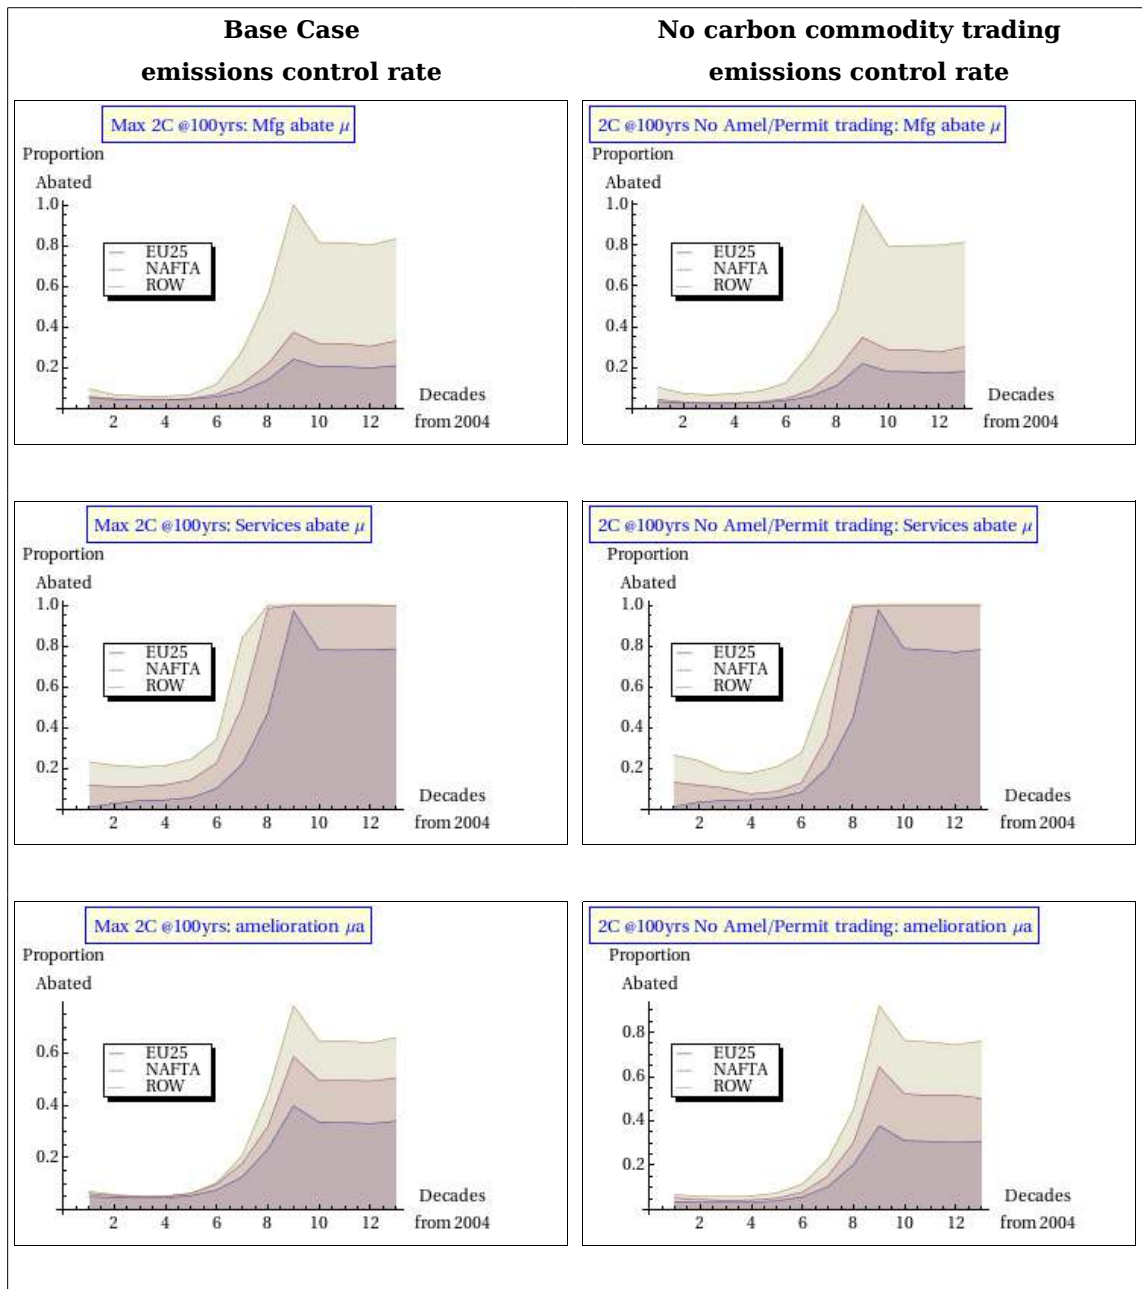 Base Case
emissions control rate
No carbon commodity trading
emissions control rate
Max 2C @100yrs: Mfg abate μ
Proportion
Abated
1.0
0.8
0.6
0.4
0.2
EU25
NAFTA
ROW
2 4 6 8 10 12
Decades
from 2004
2C @100yrs No Amel/Permit trading: Mfg abate μ
Proportion
Abated
1.0
0.8
0.6
0.4
0.2
EU25
NAFTA
ROW
2 4 6 8 10 12
Decades
from 2004
Max 2C @100yrs: Services abate μ
Proportion
Abated
1.0
0.8
0.6
0.4
0.2
EU25
NAFTA
ROW
2 4 6 8 10 12
Decades
from 2004
2C @100yrs No Amel/Permit trading: Services abate μ
Proportion
Abated
1.0
0.8
0.6
0.4
0.2
EU25
NAFTA
ROW
2 4 6 8 10 12
Decades
from 2004
Max 2C @100yrs: amelioration μa
Proportion
Abated
0.6
0.4
0.2
EU25
NAFTA
ROW
2 4 6 8 10 12
Decades
from 2004
2C @100yrs No Amel/Permit trading: amelioration μa
Proportion
Abated
0.8
0.6
0.4
0.2
EU25
NAFTA
ROW
2 4 6 8 10 12
Decades
from 2004